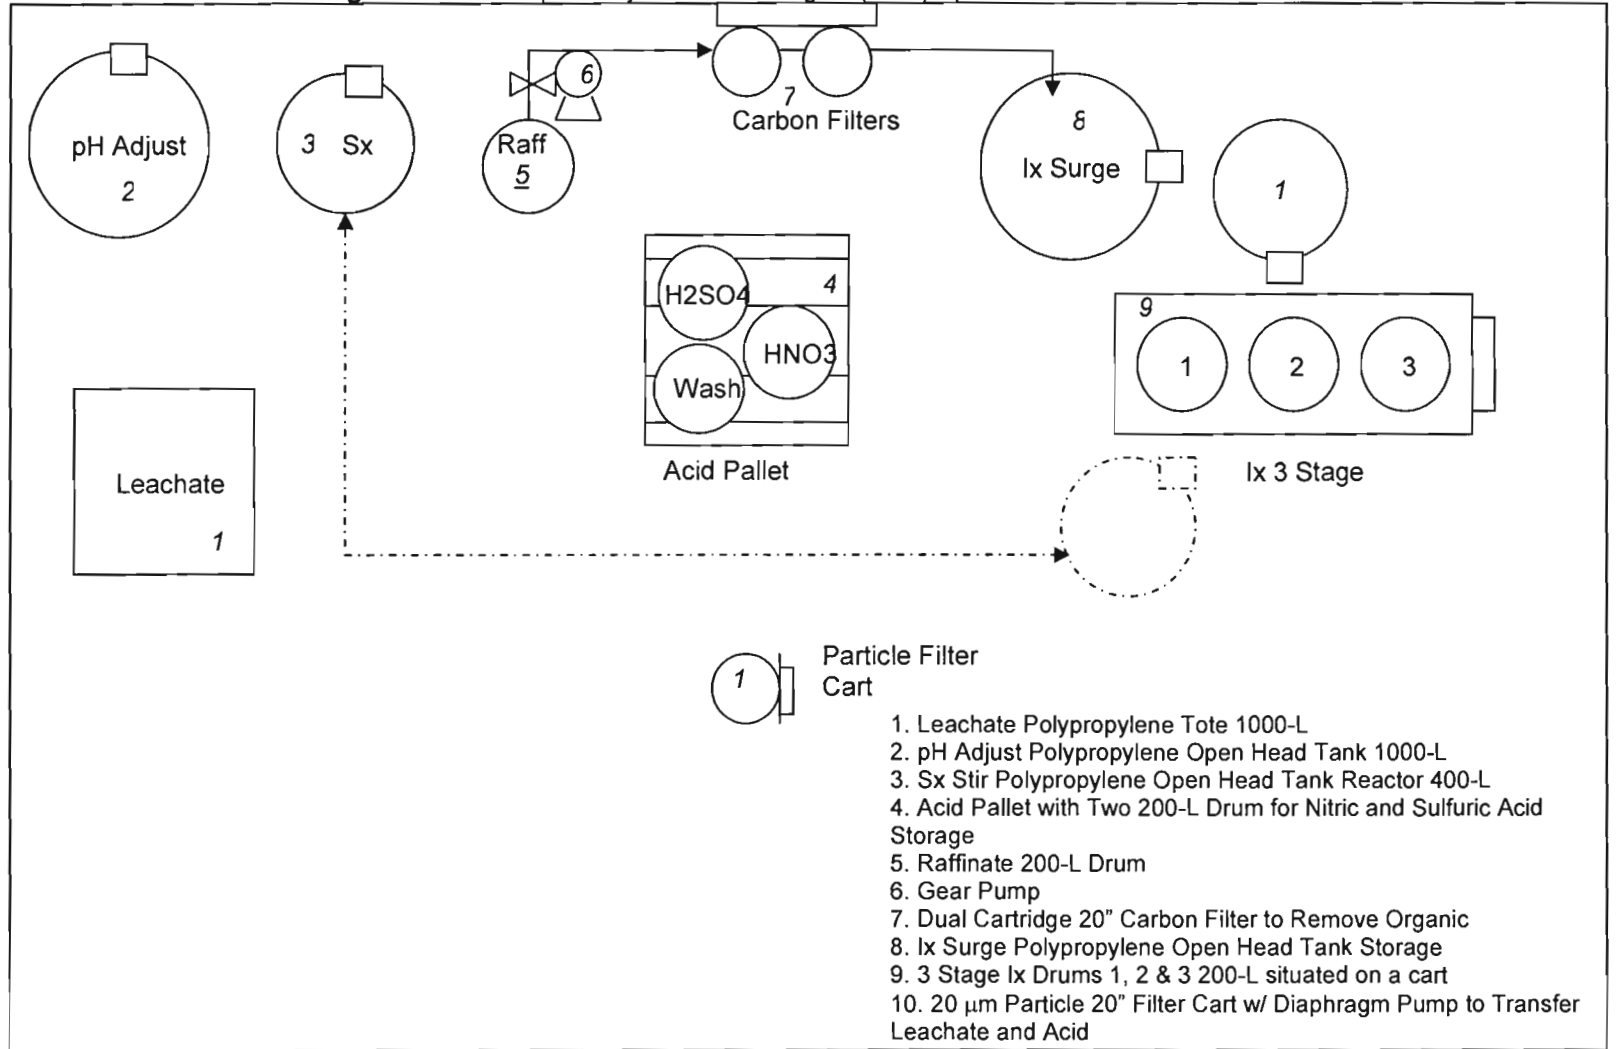 6
pH Adjust
2
3 Sx
Raff
5
7
Carbon Filters
8
Ix Surge
1
H2SO4
4
HNO3
Wash
Acid Pallet
9
1 2 3
Ix 3 Stage
Leachate
1
1
Particle Filter
Cart
1. Leachate Polypropylene Tote 1000-L
2. pH Adjust Polypropylene Open Head Tank 1000-L
3. Sx Stir Polypropylene Open Head Tank Reactor 400-L
4. Acid Pallet with Two 200-L Drum for Nitric and Sulfuric Acid
Storage
5. Raffinate 200-L Drum
6. Gear Pump
7. Dual Cartridge 20" Carbon Filter to Remove Organic
8. Ix Surge Polypropylene Open Head Tank Storage
9. 3 Stage Ix Drums 1, 2 & 3 200-L situated on a cart
10. 20 μm Particle 20" Filter Cart w/ Diaphragm Pump to Transfer
Leachate and Acid